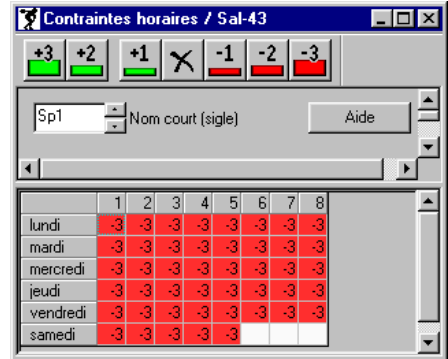 Contraintes horaires / Sal-43
+3 +2 +1 -1 -2 -3
Sp1 Nom court (sigle) Aide
1 2 3 4 5 6 7 8
lundi -3 -3 -3 -3 -3 -3 -3 -3
mardi -3 -3 -3 -3 -3 -3 -3 -3
mercredi -3 -3 -3 -3 -3 -3 -3 -3
jeudi -3 -3 -3 -3 -3 -3 -3 -3
vendredi -3 -3 -3 -3 -3 -3 -3 -3
samedi -3 -3 -3 -3 -3